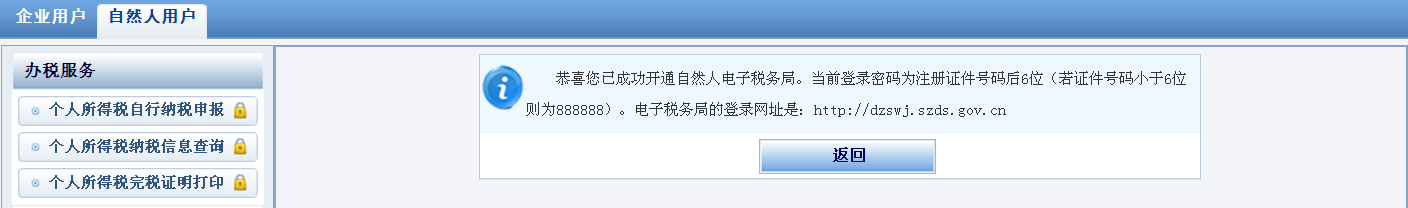 企业用户 自然人用户
办税服务
个人所得税自行纳税申报
个人所得税纳税信息查询
个人所得税完税证明打印
恭喜您已成功开通自然人电子税务局。当前登录密码为注册证件号码后6位（若证件号码小于6位
则为888888）。电子税务局的登录网址是：http://dzswj.szds.gov.cn
返回